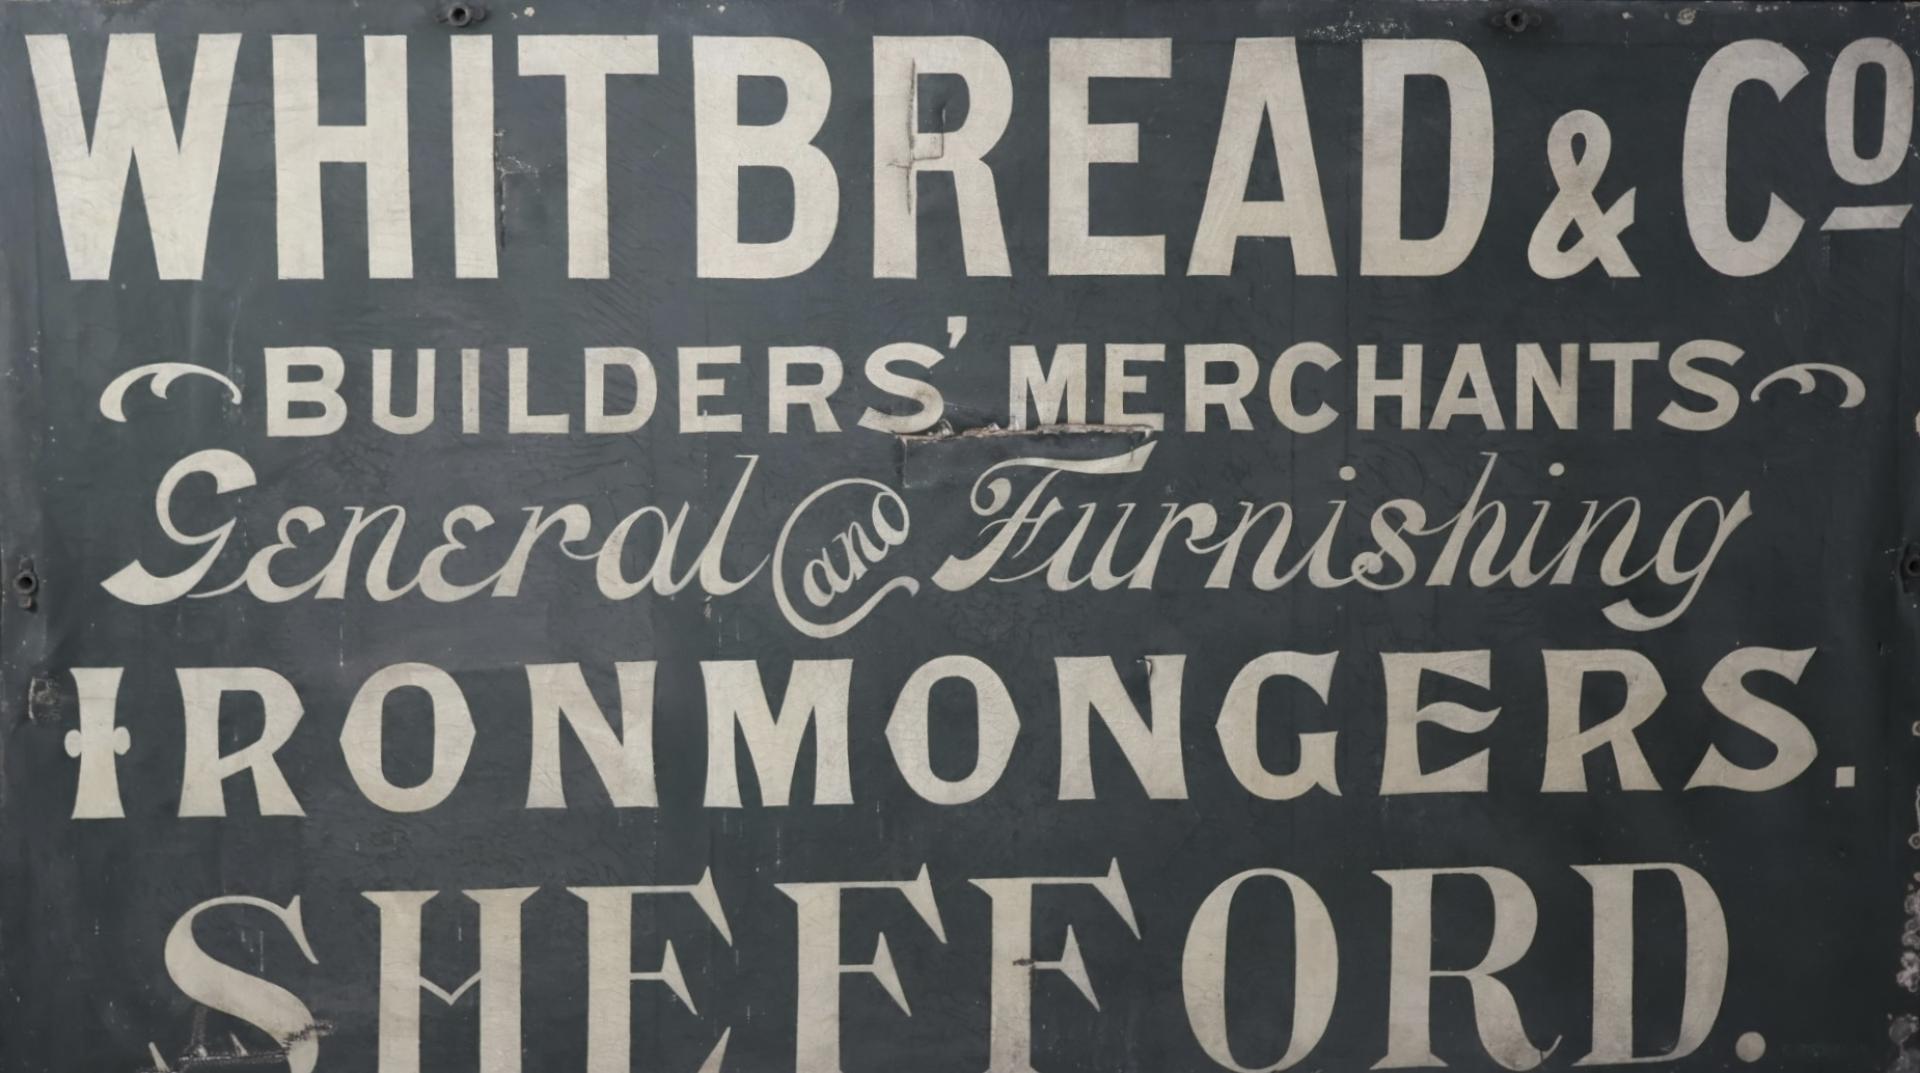 WHITBREAD & Co
BUILDERS' MERCHANTS
General and Furnishing
IRONMONGERS.
SHEFFORD.